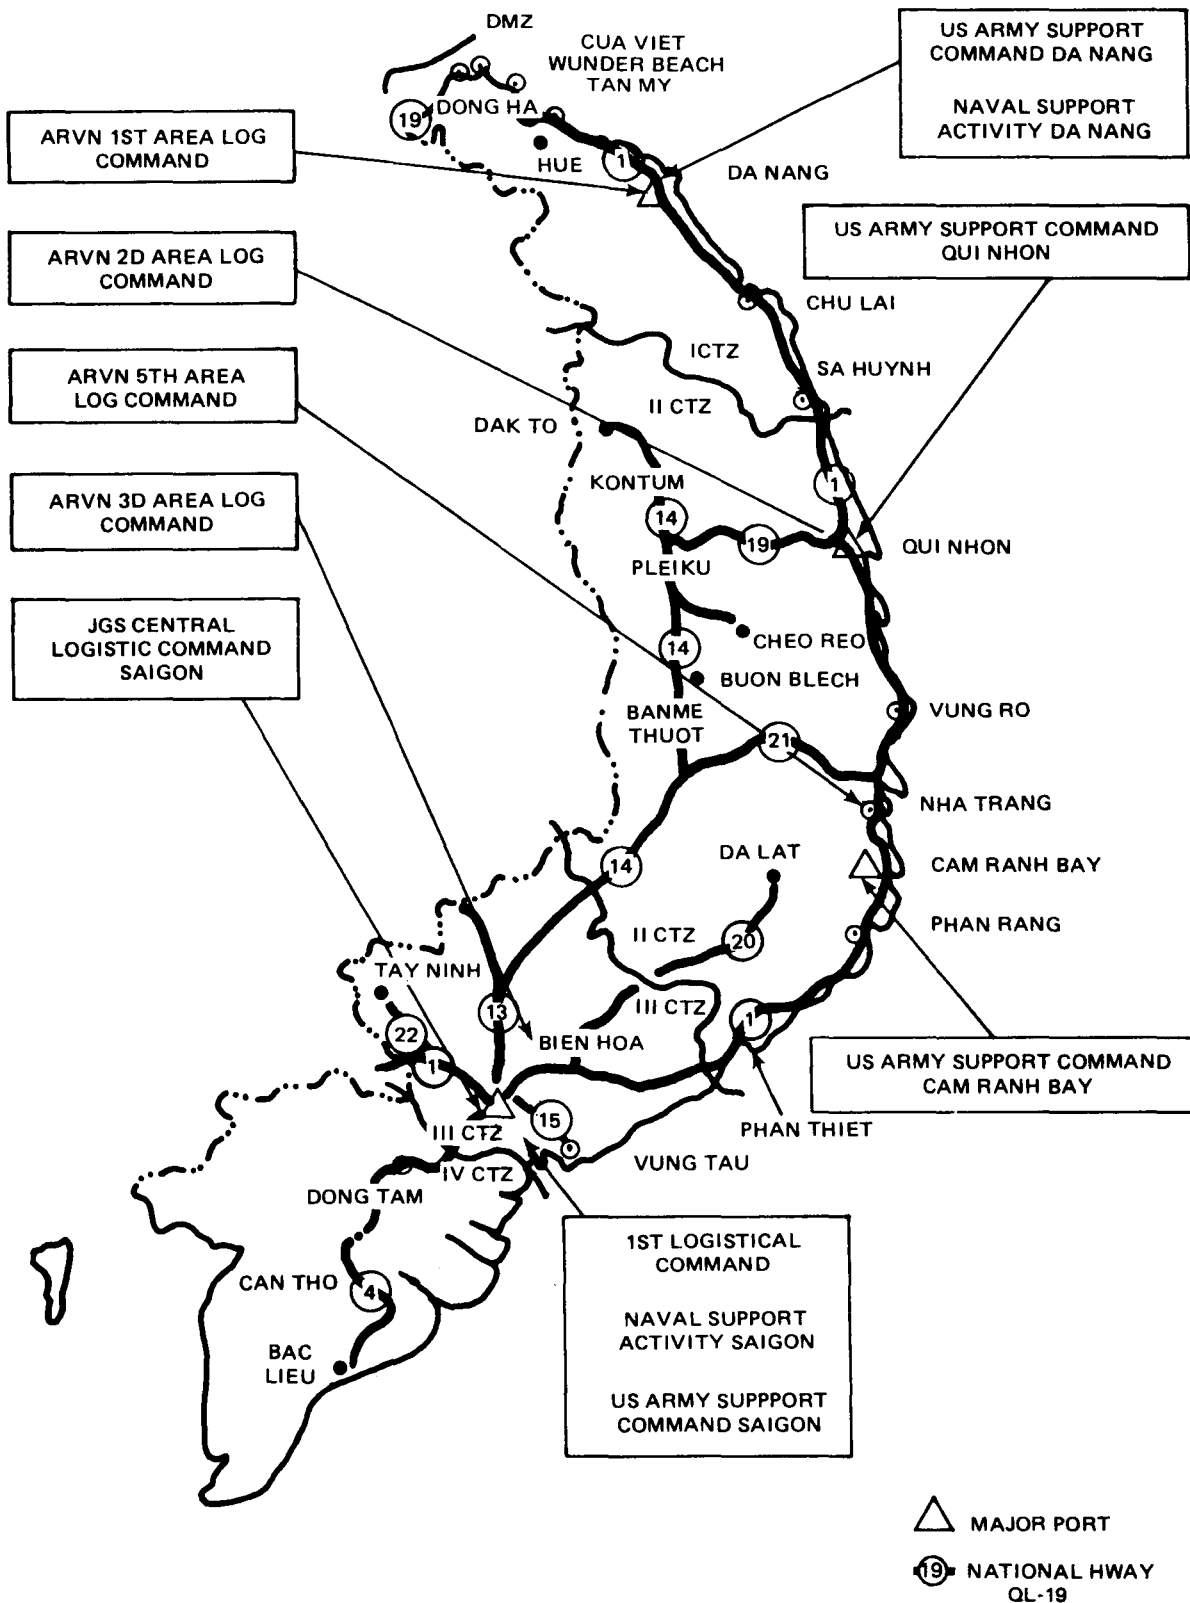 DMZ
CUA VIET
WUNDER BEACH
TAN MY
US ARMY SUPPORT
COMMAND DA NANG
NAVAL SUPPORT
ACTIVITY DA NANG
DONG HA
19
ARVN 1ST AREA LOG
COMMAND
HUE
1
DA NANG
US ARMY SUPPORT COMMAND
QUI NHON
ARVN 2D AREA LOG
COMMAND
CHU LAI
ICTZ
SA HUYNH
ARVN 5TH AREA
LOG COMMAND
II CTZ
DAK TO
KONTUM
1
ARVN 3D AREA LOG
COMMAND
14
19
QUI NHON
PLEIKU
JGS CENTRAL
LOGISTIC COMMAND
SAIGON
CHEO REO
14
BUON BLECH
BANME
THUOT
VUNG RO
21
NHA TRANG
DA LAT
14
CAM RANH BAY
PHAN RANG
II CTZ
20
TAY NINH
III CTZ
13
1
22
BIEN HOA
1
US ARMY SUPPORT COMMAND
CAM RANH BAY
15
III CTZ
PHAN THIET
VUNG TAU
IV CTZ
DONG TAM
1ST LOGISTICAL
COMMAND
NAVAL SUPPORT
ACTIVITY SAIGON
US ARMY SUPPPORT
COMMAND SAIGON
CAN THO
4
BAC
LIEU
MAJOR PORT
19
NATIONAL HWAY
QL-19